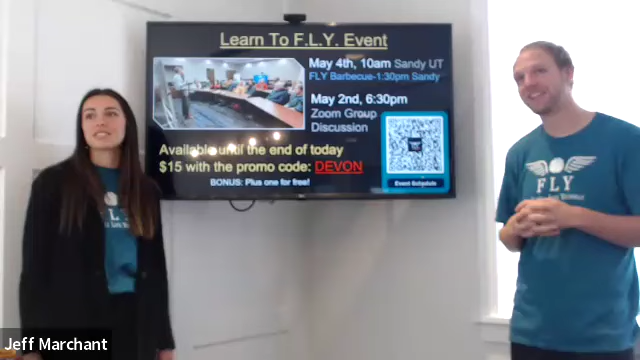 Learn To F.L.Y. Event
May 4th, 10am Sandy UT
FLY Barbecue-1:30pm Sandy
May 2nd, 6:30pm
Zoom Group
Discussion
Available until the end of today
$15 with the promo code: DEVON
BONUS: Plus one for free!
Event Schedule
FLY
FLY
Jeff Marchant